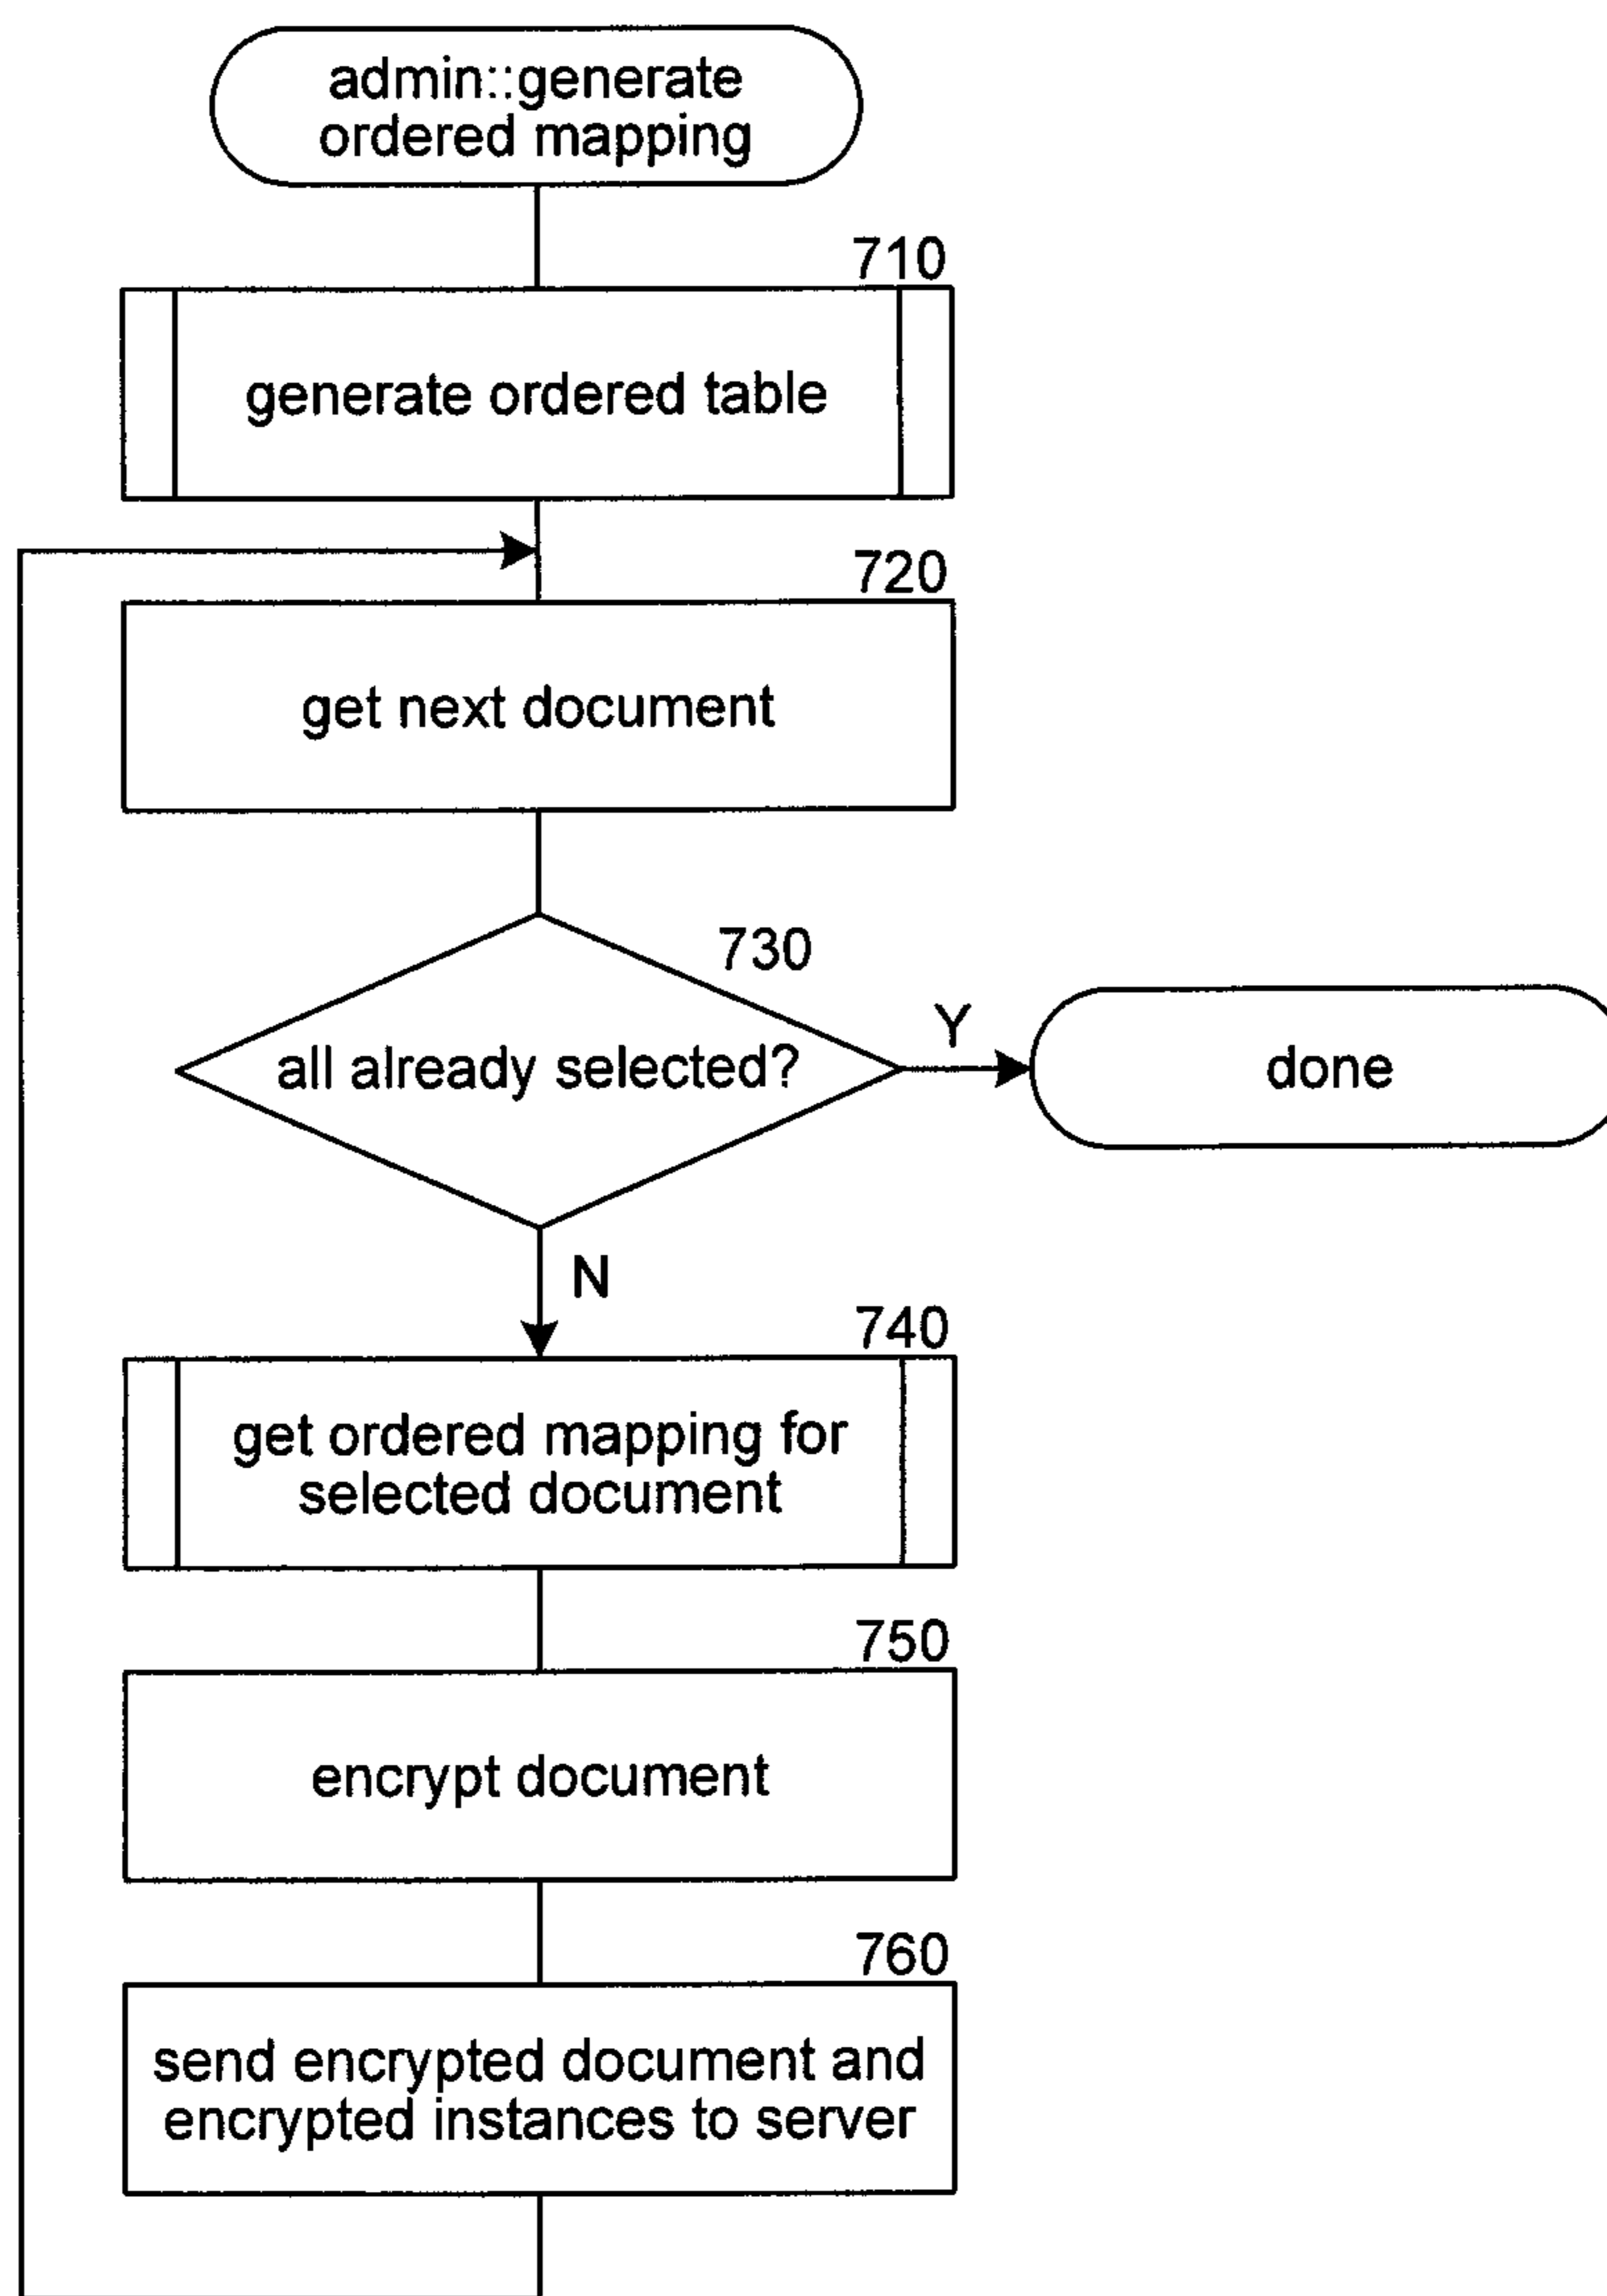 admin::generate
ordered mapping
710
generate ordered table
720
get next document
730
all already selected?
Y
done
N
740
get ordered mapping for
selected document
750
encrypt document
760
send encrypted document and
encrypted instances to server